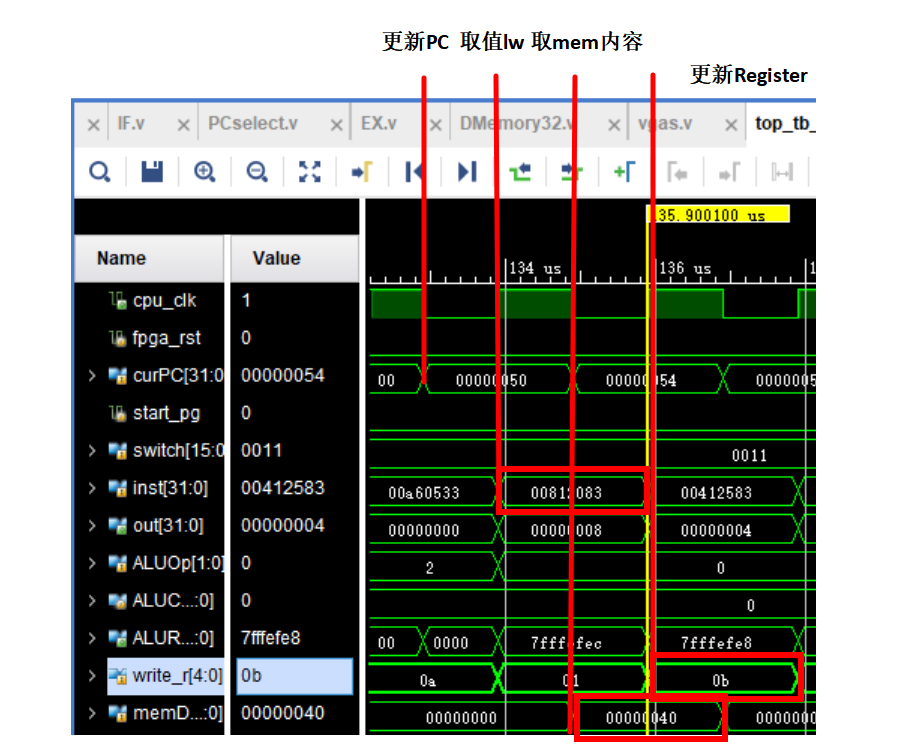 更新PC 取值lw 取mem内容
更新Register
IF.v PCselect.v EX.v DMemory32.v vgas.v top_tb_
35.900100 us
Name Value
134 us 136 us 1
cpu_clk 1
fpga_rst 0
curPC[31:0 00000054 00 00000050 00000054 0000005
start_pg 0
switch[15:0 0011 0011
inst[31:0] 00412583 00a60533 00812083 00412583
out[31:0] 00000004 00000000 00000008 00000004
ALUOp[1:0] 0 2 0
ALUC...:0] 0 0
ALUR...:0] 7fffefe8 00 0000 7fffefec 7fffefe8
write_r[4:0] 0b 0a 01 0b
memD...:0] 00000040 00000000 00000040 0000000